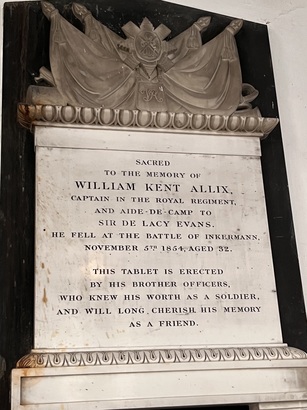 SACRED
TO THE MEMORY OF
WILLIAM KENT ALLIX,
CAPTAIN IN THE ROYAL REGIMENT,
AND AIDE-DE-CAMP TO
SIR DE LACY EVANS.
HE FELL AT THE BATTLE OF INKERMANN,
NOVEMBER 5TH 1854, AGED 32.
THIS TABLET IS ERECTED
BY HIS BROTHER OFFICERS,
WHO KNEW HIS WORTH AS A SOLDIER,
AND WILL LONG CHERISH HIS MEMORY
AS A FRIEND.